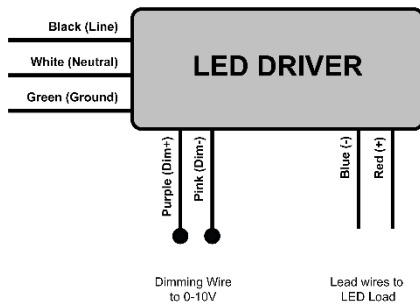 Black (Line)
White (Neutral)
Green (Ground)
LED DRIVER
Purple (Dim+)
Pink (Dim-)
Blue (-)
Red (+)
Dimming Wire
to 0-10V
Lead wires to
LED Load